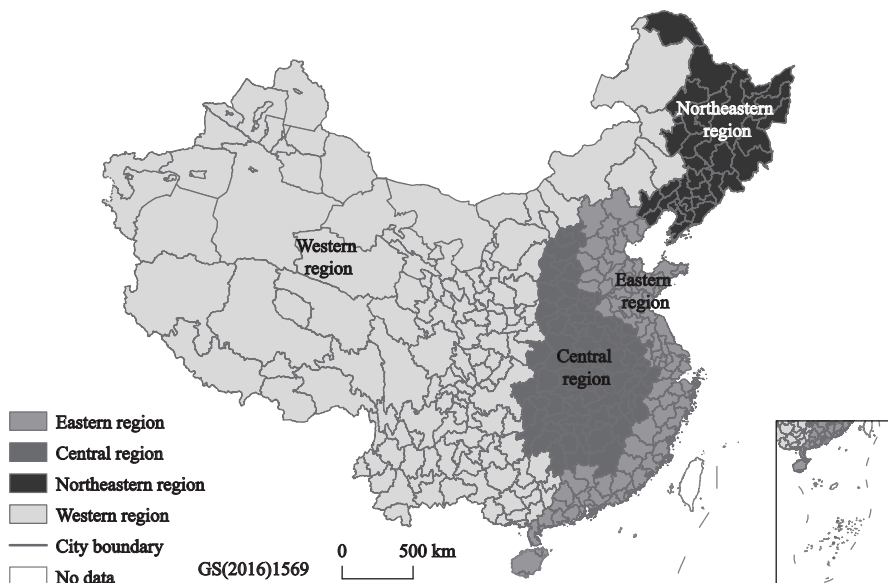 Northeastern
region
Western
region
Eastern
region
Central
region
Eastern region
Central region
Northeastern region
Western region
City boundary
No data
GS(2016)1569
0 500 km